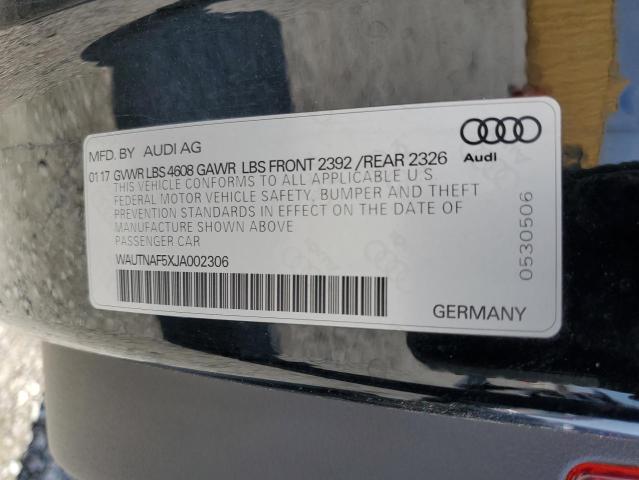 MFD. BY AUDI AG
01 17 GVWR LBS 4608 GAWR LBS FRONT 2392 /REAR 2326
THIS VEHICLE CONFORMS TO ALL APPLICABLE U S
FEDERAL MOTOR VEHICLE SAFETY, BUMPER AND THEFT
PREVENTION STANDARDS IN EFFECT ON THE DATE OF
MANUFACTURE SHOWN ABOVE
PASSENGER CAR
WAUTNAF5XJA002306
Audi
0530506
GERMANY